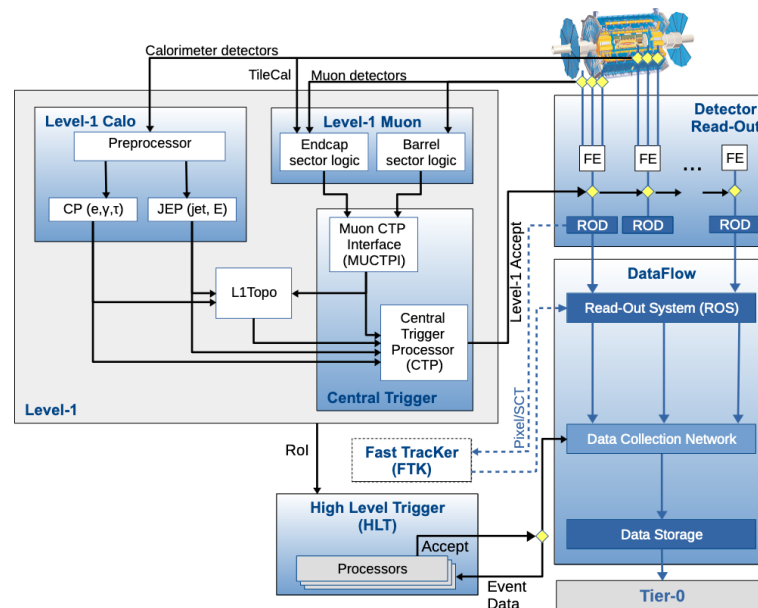 Calorimeter detectors
TileCal
Muon detectors
Level-1 Calo
Preprocessor
CP (e,γ,τ)
JEP (jet, E)
Level-1 Muon
Endcap
sector logic
Barrel
sector logic
Detector
Read-Out
FE
FE
...
FE
ROD
ROD
ROD
Muon CTP
Interface
(MUCTPI)
L1Topo
Central
Trigger
Processor
(CTP)
Central Trigger
Level-1
Level-1 Accept
DataFlow
Read-Out System (ROS)
Pixel/SCT
Data Collection Network
Data Storage
Tier-0
RoI
Fast TracKer
(FTK)
High Level Trigger
(HLT)
Accept
Processors
Event
Data